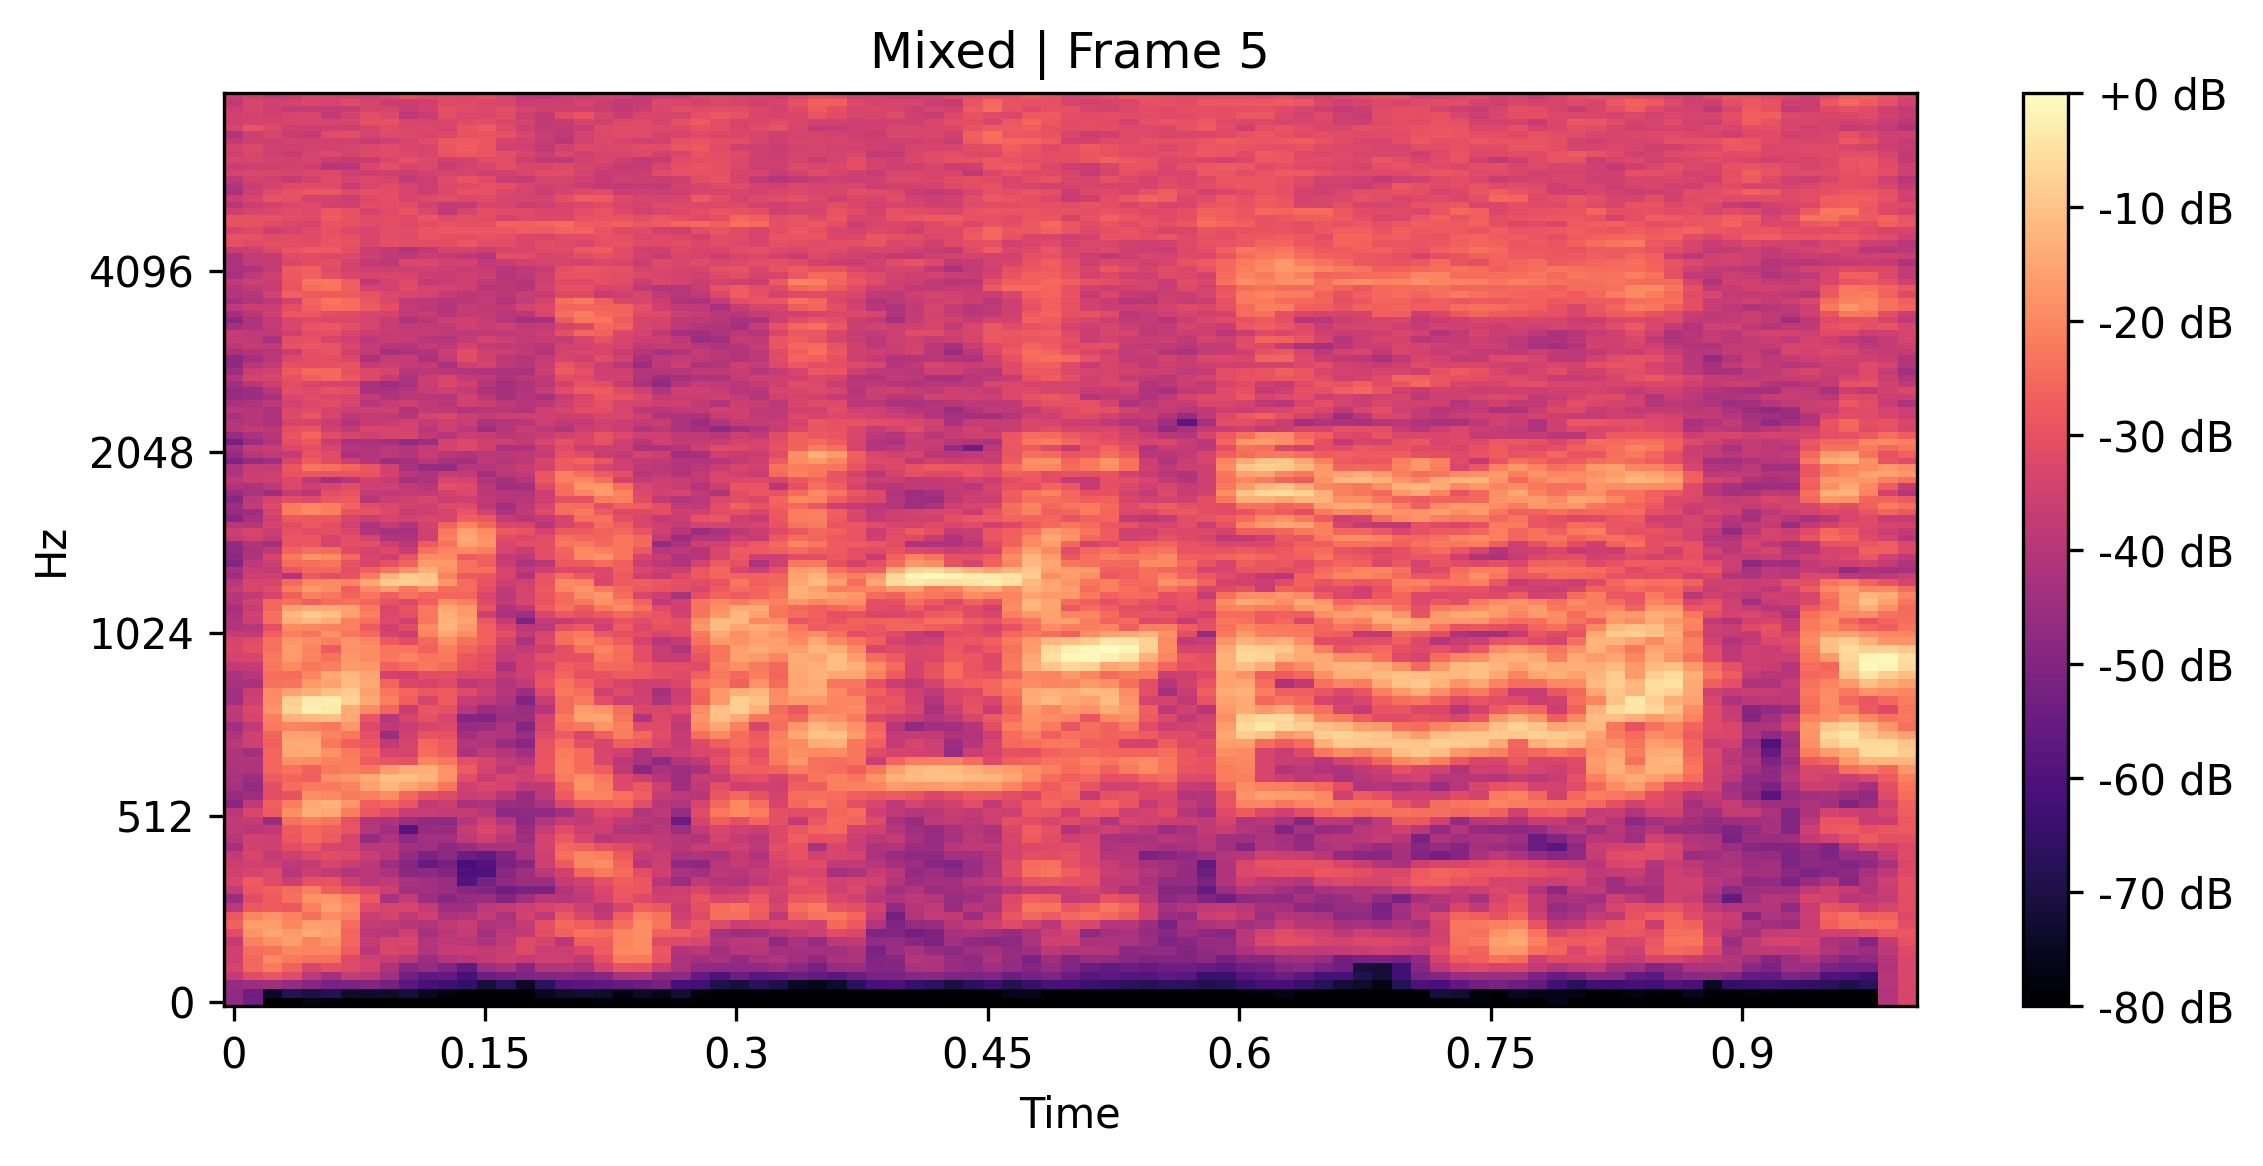 Mixed | Frame 5
Hz
4096
2048
1024
512
0
0 0.15 0.3 0.45 0.6 0.75 0.9
Time
+0 dB
-10 dB
-20 dB
-30 dB
-40 dB
-50 dB
-60 dB
-70 dB
-80 dB